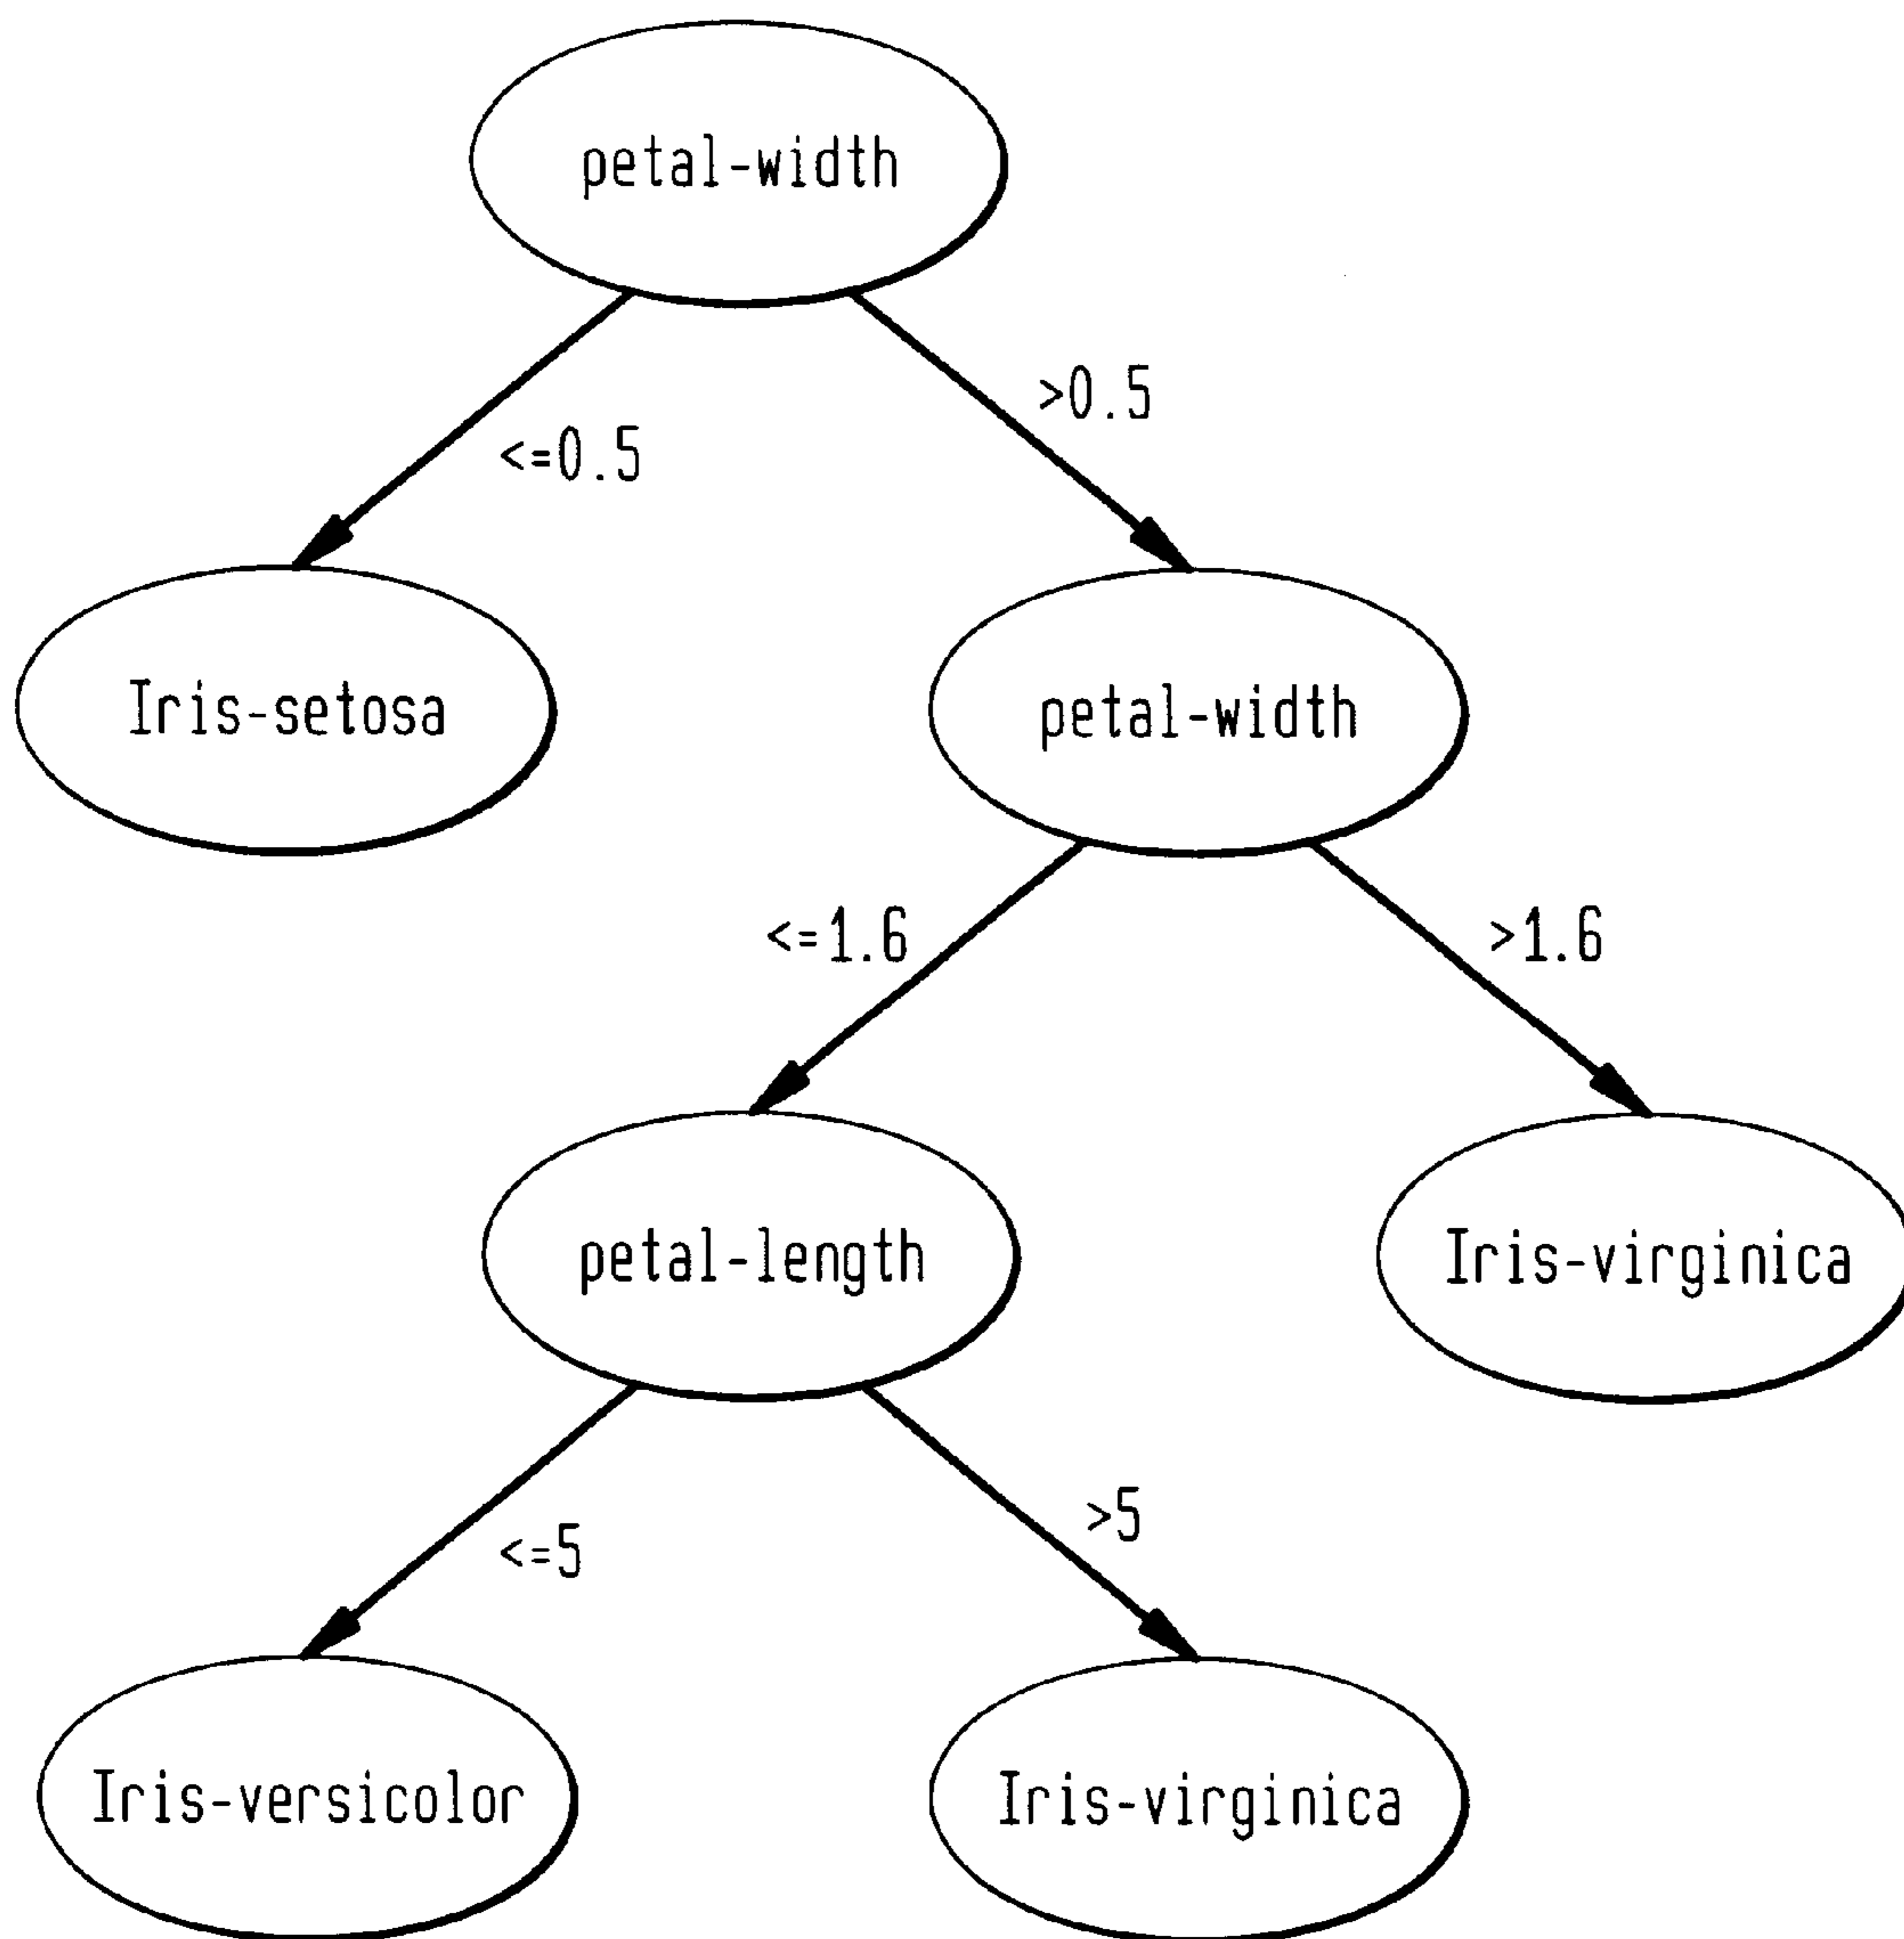 petal-width
>0.5
<=0.5
Iris-setosa
petal-width
<=1.6
>1.6
petal-length
Iris-virginica
>5
<=5
Iris-versicolor
Iris-virginica